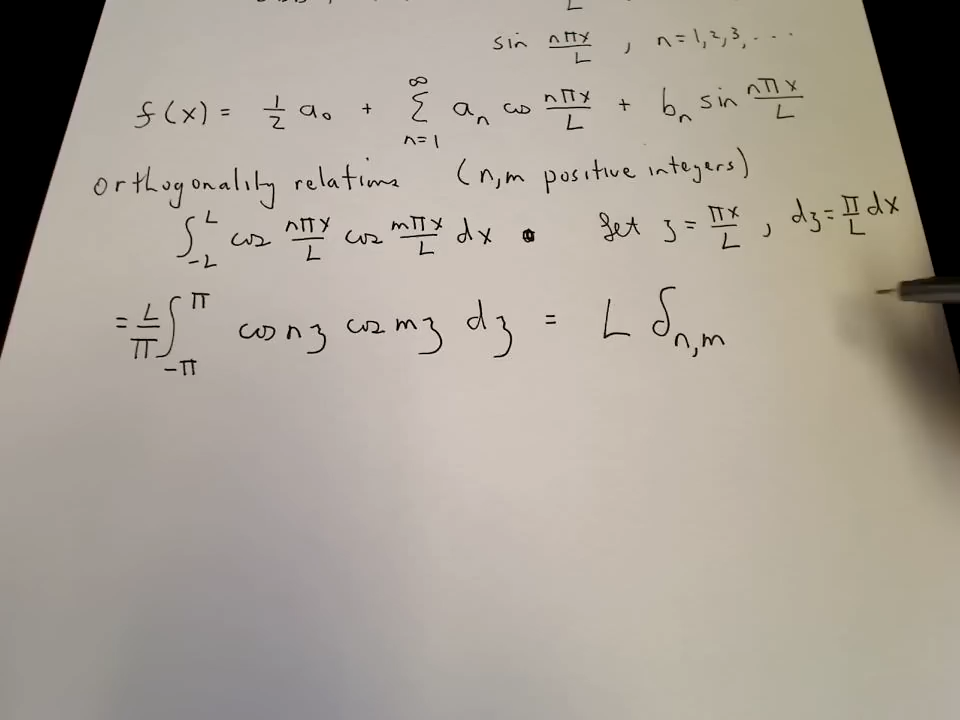 L
sin nπx/L , n=1,2,3,...
f(x) = 1/2 a₀ + ∑_{n=1}^{∞} aₙ cos nπx/L + bₙ sin nπx/L
orthogonality relations (n,m positive integers)
∫_{-L}^{L} cos nπx/L cos mπx/L dx • let z = πx/L , dz = π/L dx
= L/π ∫_{-π}^{π} cos nz cos mz dz = L δ_{n,m}